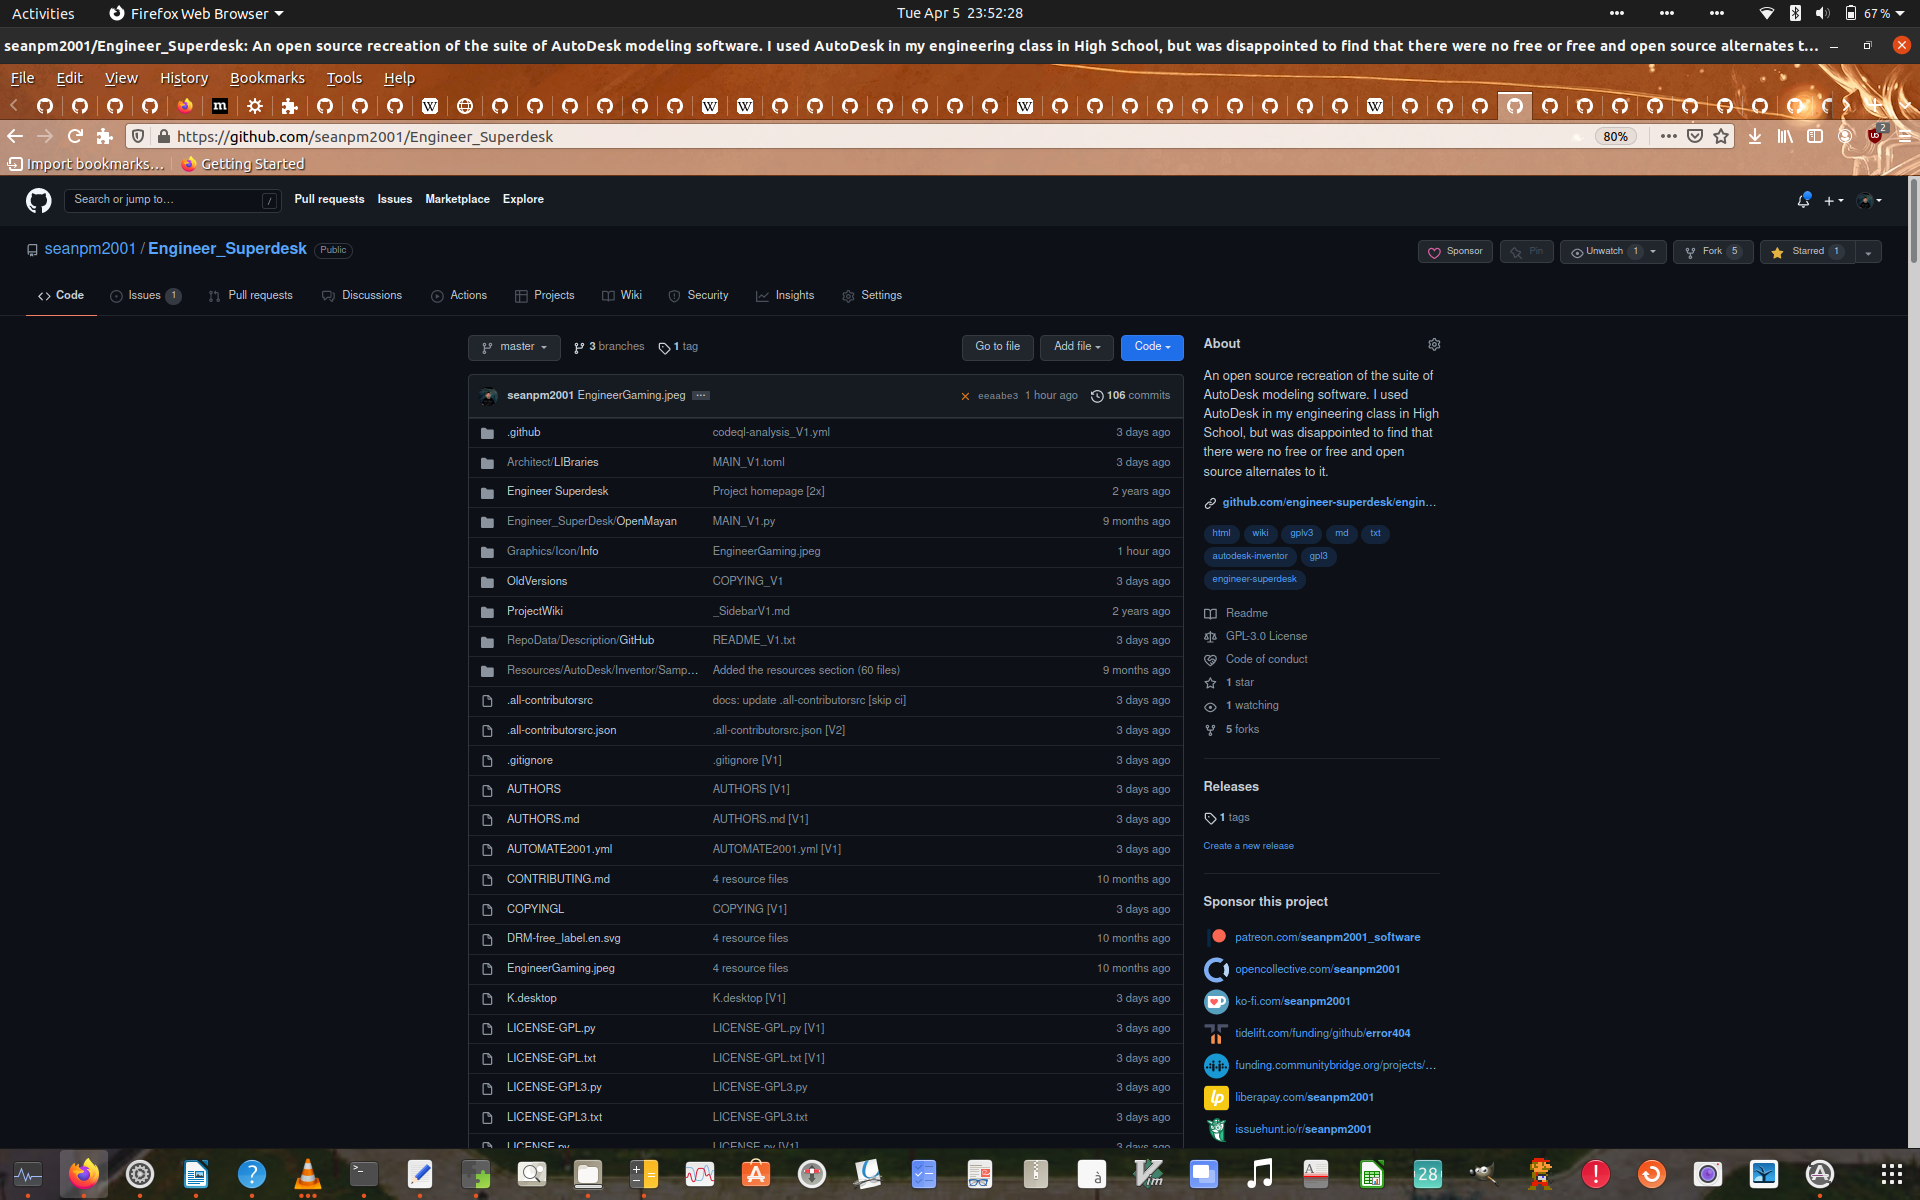 Activities
Firefox Web Browser
Tue Apr 5 23:52:28
67 %
seanpm2001/Engineer_Superdesk: An open source recreation of the suite of AutoDesk modeling software. I used AutoDesk in my engineering class in High School, but was disappointed to find that there were no free or free and open source alternates t...
File Edit View History Bookmarks Tools Help
https://github.com/seanpm2001/Engineer_Superdesk
80%
2
Import bookmarks...
Getting Started
Search or jump to...
/
Pull requests
Issues
Marketplace
Explore
seanpm2001 / Engineer_Superdesk
Public
Sponsor
Pin
Unwatch 1
Fork 5
Starred 1
Code
Issues 1
Pull requests
Discussions
Actions
Projects
Wiki
Security
Insights
Settings
master
3 branches
1 tag
Go to file
Add file
Code
seanpm2001 EngineerGaming.jpeg
eeaabe3 1 hour ago
106 commits
.github codeql-analysis_V1.yml 3 days ago
Architect/LIBraries MAIN_V1.toml 3 days ago
Engineer Superdesk Project homepage [2x] 2 years ago
Engineer_SuperDesk/OpenMayan MAIN_V1.py 9 months ago
Graphics/Icon/Info EngineerGaming.jpeg 1 hour ago
OldVersions COPYING_V1 3 days ago
ProjectWiki _SidebarV1.md 2 years ago
RepoData/Description/GitHub README_V1.txt 3 days ago
Resources/AutoDesk/Inventor/Samp... Added the resources section (60 files) 9 months ago
.all-contributorsrc docs: update .all-contributorsrc [skip ci] 3 days ago
.all-contributorsrc.json .all-contributorsrc.json [V2] 3 days ago
.gitignore .gitignore [V1] 3 days ago
AUTHORS AUTHORS [V1] 3 days ago
AUTHORS.md AUTHORS.md [V1] 3 days ago
AUTOMATE2001.yml AUTOMATE2001.yml [V1] 3 days ago
CONTRIBUTING.md 4 resource files 10 months ago
COPYINGL COPYING [V1] 3 days ago
DRM-free_label.en.svg 4 resource files 10 months ago
EngineerGaming.jpeg 4 resource files 10 months ago
K.desktop K.desktop [V1] 3 days ago
LICENSE-GPL.py LICENSE-GPL.py [V1] 3 days ago
LICENSE-GPL.txt LICENSE-GPL.txt [V1] 3 days ago
LICENSE-GPL3.py LICENSE-GPL3.py 3 days ago
LICENSE-GPL3.txt LICENSE-GPL3.txt 3 days ago
LICENSE.py LICENSE.py [V1] 3 days ago
About
An open source recreation of the suite of
AutoDesk modeling software. I used
AutoDesk in my engineering class in High
School, but was disappointed to find that
there were no free or free and open
source alternates to it.
github.com/engineer-superdesk/engin...
html wiki gplv3 md txt
autodesk-inventor gpl3
engineer-superdesk
Readme
GPL-3.0 License
Code of conduct
1 star
1 watching
5 forks
Releases
1 tags
Create a new release
Sponsor this project
patreon.com/seanpm2001_software
opencollective.com/seanpm2001
ko-fi.com/seanpm2001
tidelift.com/funding/github/error404
funding.communitybridge.org/projects/...
liberapay.com/seanpm2001
issuehunt.io/r/seanpm2001
28